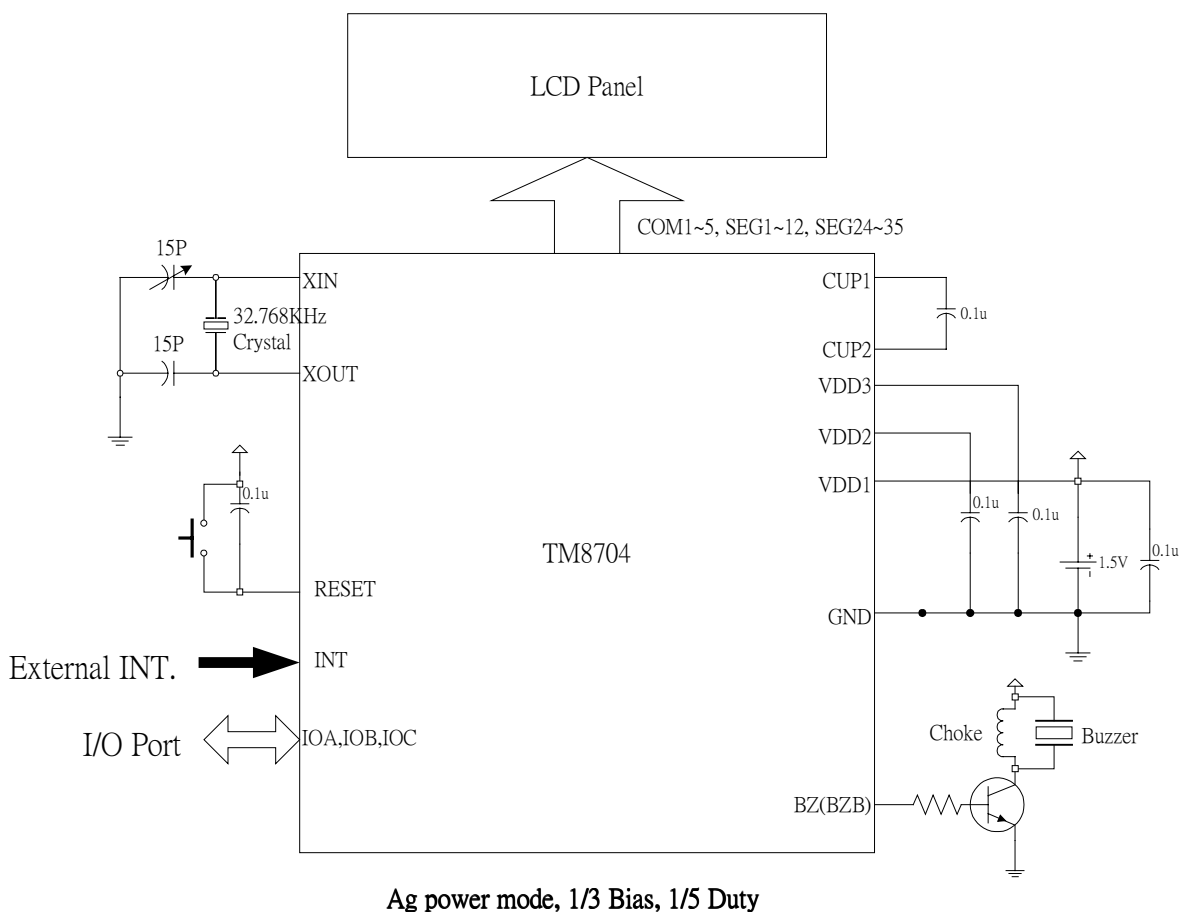 LCD Panel
COM1~5, SEG1~12, SEG24~35
15P
XIN
32.768KHz
Crystal
15P
XOUT
CUP1
0.1u
CUP2
VDD3
VDD2
VDD1
0.1u
0.1u
0.1u
+
1.5V
-
0.1u
TM8704
RESET
GND
External INT.
INT
I/O Port
IOA,IOB,IOC
Choke
Buzzer
BZ(BZB)
Ag power mode, 1/3 Bias, 1/5 Duty